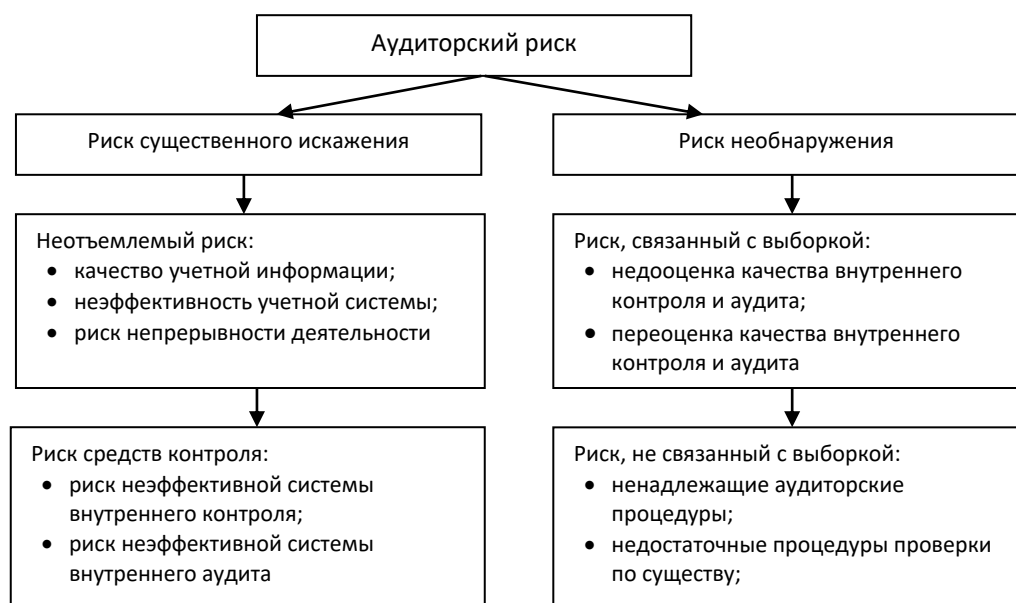 Аудиторский риск
Риск существенного искажения
Риск необнаружения
Неотъемлемый риск:
• качество учетной информации;
• неэффективность учетной системы;
• риск непрерывности деятельности
Риск, связанный с выборкой:
• недооценка качества внутреннего
контроля и аудита;
• переоценка качества внутреннего
контроля и аудита
Риск средств контроля:
• риск неэффективной системы
внутреннего контроля;
• риск неэффективной системы
внутреннего аудита
Риск, не связанный с выборкой:
• ненадлежащие аудиторские
процедуры;
• недостаточные процедуры проверки
по существу;